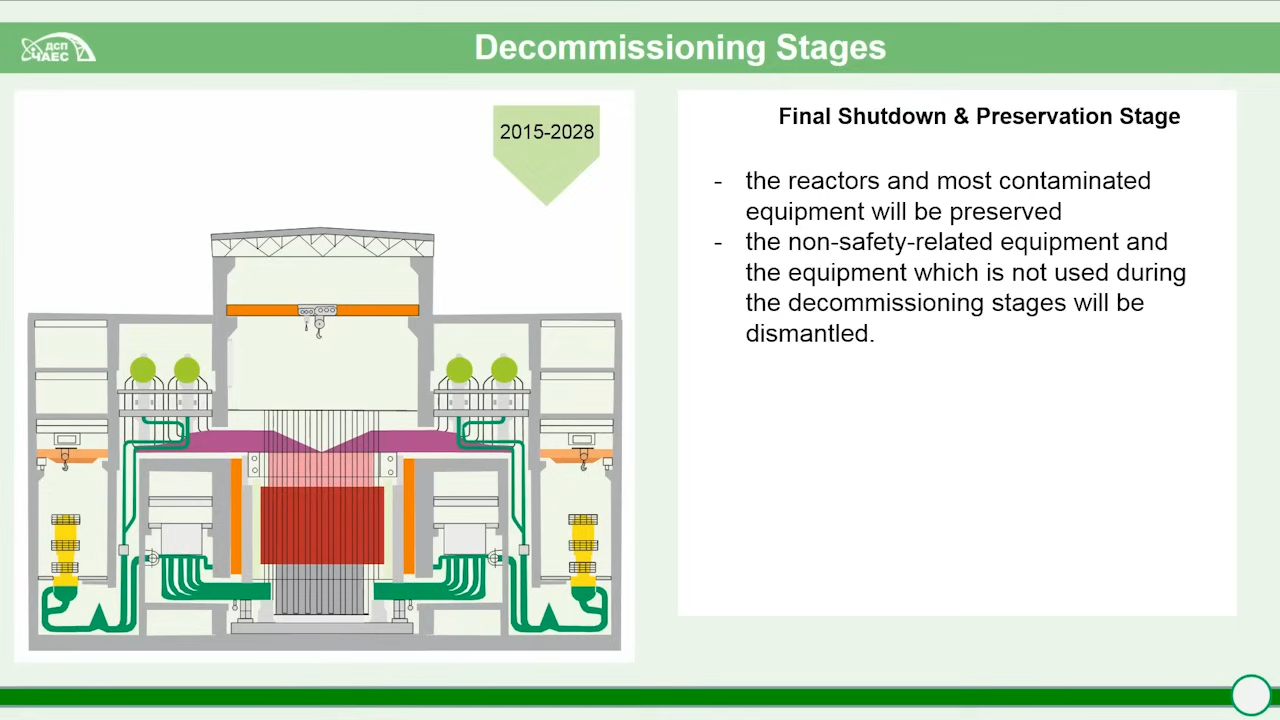 ДСП
ЧАЕС
Decommissioning Stages
2015-2028
Final Shutdown & Preservation Stage
- the reactors and most contaminated
equipment will be preserved
- the non-safety-related equipment and
the equipment which is not used during
the decommissioning stages will be
dismantled.